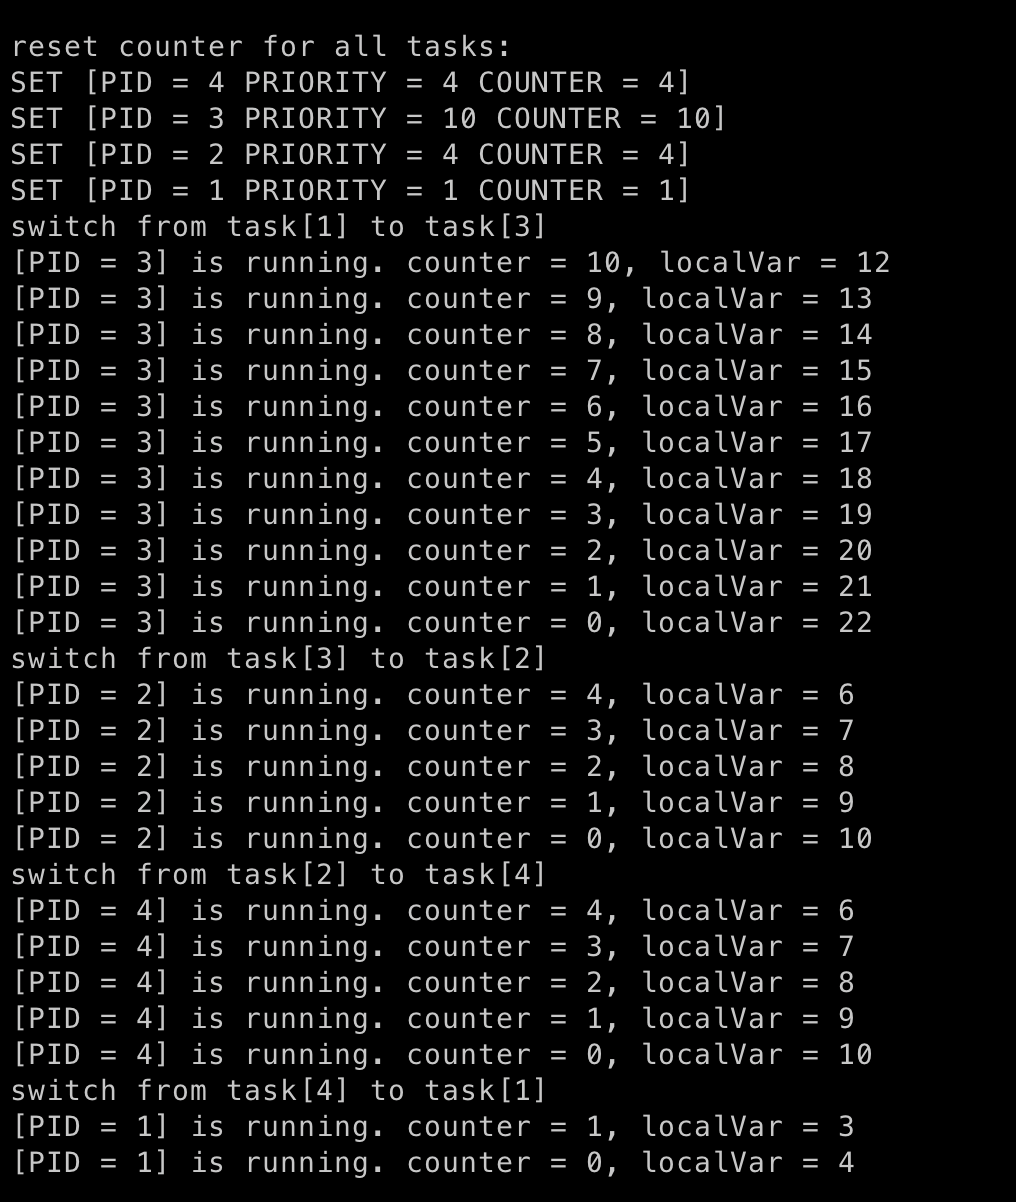 reset counter for all tasks:
SET [PID = 4 PRIORITY = 4 COUNTER = 4]
SET [PID = 3 PRIORITY = 10 COUNTER = 10]
SET [PID = 2 PRIORITY = 4 COUNTER = 4]
SET [PID = 1 PRIORITY = 1 COUNTER = 1]
switch from task[1] to task[3]
[PID = 3] is running. counter = 10, localVar = 12
[PID = 3] is running. counter = 9, localVar = 13
[PID = 3] is running. counter = 8, localVar = 14
[PID = 3] is running. counter = 7, localVar = 15
[PID = 3] is running. counter = 6, localVar = 16
[PID = 3] is running. counter = 5, localVar = 17
[PID = 3] is running. counter = 4, localVar = 18
[PID = 3] is running. counter = 3, localVar = 19
[PID = 3] is running. counter = 2, localVar = 20
[PID = 3] is running. counter = 1, localVar = 21
[PID = 3] is running. counter = 0, localVar = 22
switch from task[3] to task[2]
[PID = 2] is running. counter = 4, localVar = 6
[PID = 2] is running. counter = 3, localVar = 7
[PID = 2] is running. counter = 2, localVar = 8
[PID = 2] is running. counter = 1, localVar = 9
[PID = 2] is running. counter = 0, localVar = 10
switch from task[2] to task[4]
[PID = 4] is running. counter = 4, localVar = 6
[PID = 4] is running. counter = 3, localVar = 7
[PID = 4] is running. counter = 2, localVar = 8
[PID = 4] is running. counter = 1, localVar = 9
[PID = 4] is running. counter = 0, localVar = 10
switch from task[4] to task[1]
[PID = 1] is running. counter = 1, localVar = 3
[PID = 1] is running. counter = 0, localVar = 4